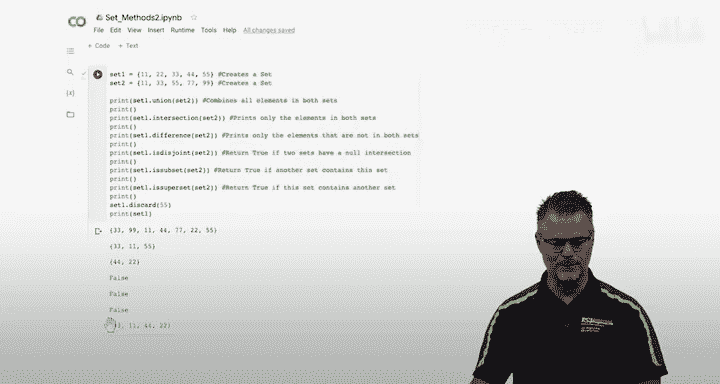 CO
Set_Methods2.ipynb
File Edit View Insert Runtime Tools Help All changes saved
+ Code + Text
{x}
set1 = {11, 22, 33, 44, 55} #Creates a Set
set2 = {11, 33, 55, 77, 99} #Creates a Set
print(set1.union(set2)) #Combines all elements in both sets
print()
print(set1.intersection(set2)) #Prints only the elements in both sets
print()
print(set1.difference(set2)) #Prints only the elements that are not in both sets
print()
print(set1.isdisjoint(set2)) #Return True if two sets have a null intersection
print()
print(set1.issubset(set2)) #Return True if another set contains this set
print()
print(set1.issuperset(set2)) #Return True if this set contains another set
print()
set1.discard(55)
print(set1)
{33, 99, 11, 44, 77, 22, 55}
{33, 11, 55}
{44, 22}
False
False
False
33, 11, 44, 22}